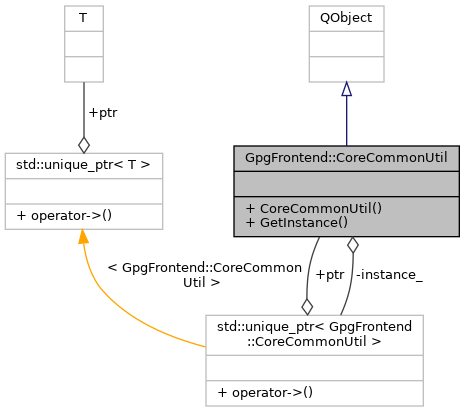 T
QObject
+ptr
std::unique_ptr< T >
+ operator->()
GpgFrontend::CoreCommonUtil
+ CoreCommonUtil()
+ GetInstance()
< GpgFrontend::CoreCommon
Util >
+ptr
-instance_
std::unique_ptr< GpgFrontend
::CoreCommonUtil >
+ operator->()